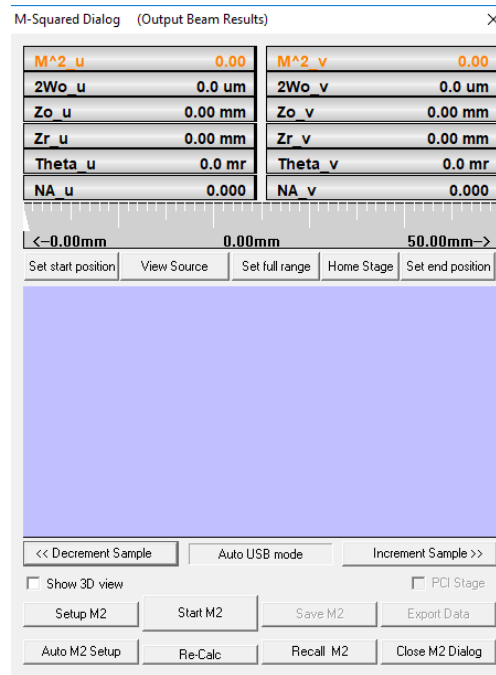 M-Squared Dialog (Output Beam Results)
M^2_u 0.00 M^2_v 0.00
2Wo_u 0.0 um 2Wo_v 0.0 um
Zo_u 0.00 mm Zo_v 0.00 mm
Zr_u 0.00 mm Zr_v 0.00 mm
Theta_u 0.0 mr Theta_v 0.0 mr
NA_u 0.000 NA_v 0.000
<-0.00mm 0.00mm 50.00mm->
Set start position View Source Set full range Home Stage Set end position
<< Decrement Sample Auto USB mode Increment Sample >>
Show 3D view PCI Stage
Setup M2 Start M2 Save M2 Export Data
Auto M2 Setup Re-Calc Recall M2 Close M2 Dialog